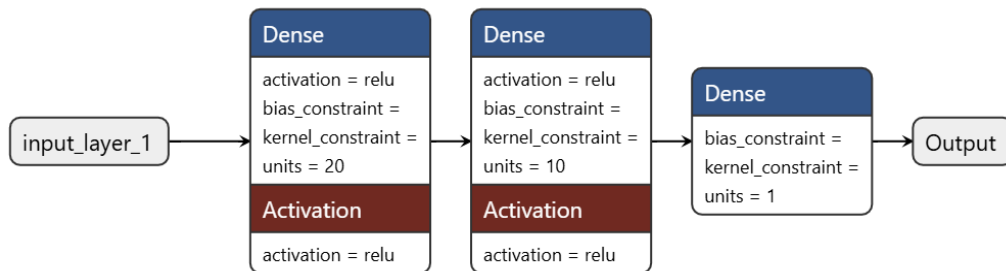 input_layer_1
Dense
activation = relu
bias_constraint =
kernel_constraint =
units = 20
Activation
activation = relu
Dense
activation = relu
bias_constraint =
kernel_constraint =
units = 10
Activation
activation = relu
Dense
bias_constraint =
kernel_constraint =
units = 1
Output